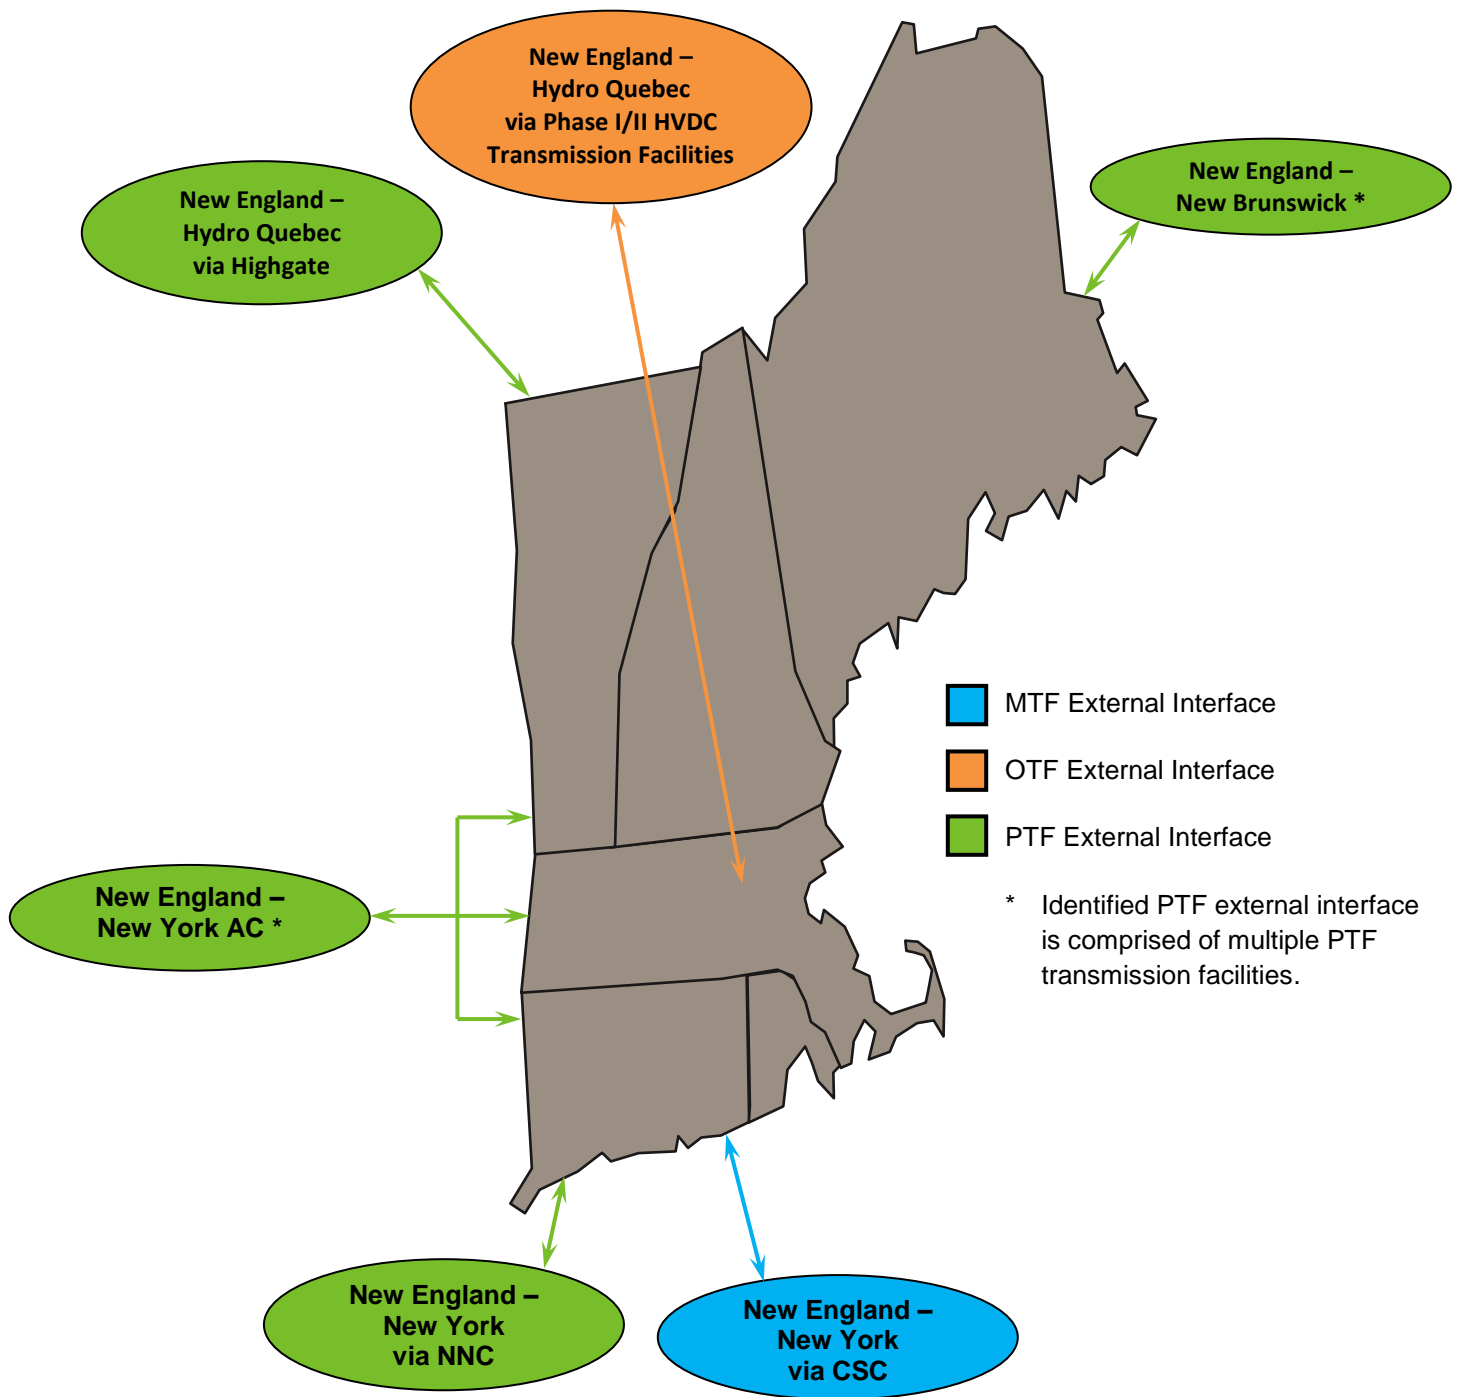 New England –
Hydro Quebec
via Phase I/II HVDC
Transmission Facilities
New England –
New Brunswick *
New England –
Hydro Quebec
via Highgate
MTF External Interface
OTF External Interface
PTF External Interface
* Identified PTF external interface
is comprised of multiple PTF
transmission facilities.
New England –
New York AC *
New England –
New York
via NNC
New England –
New York
via CSC